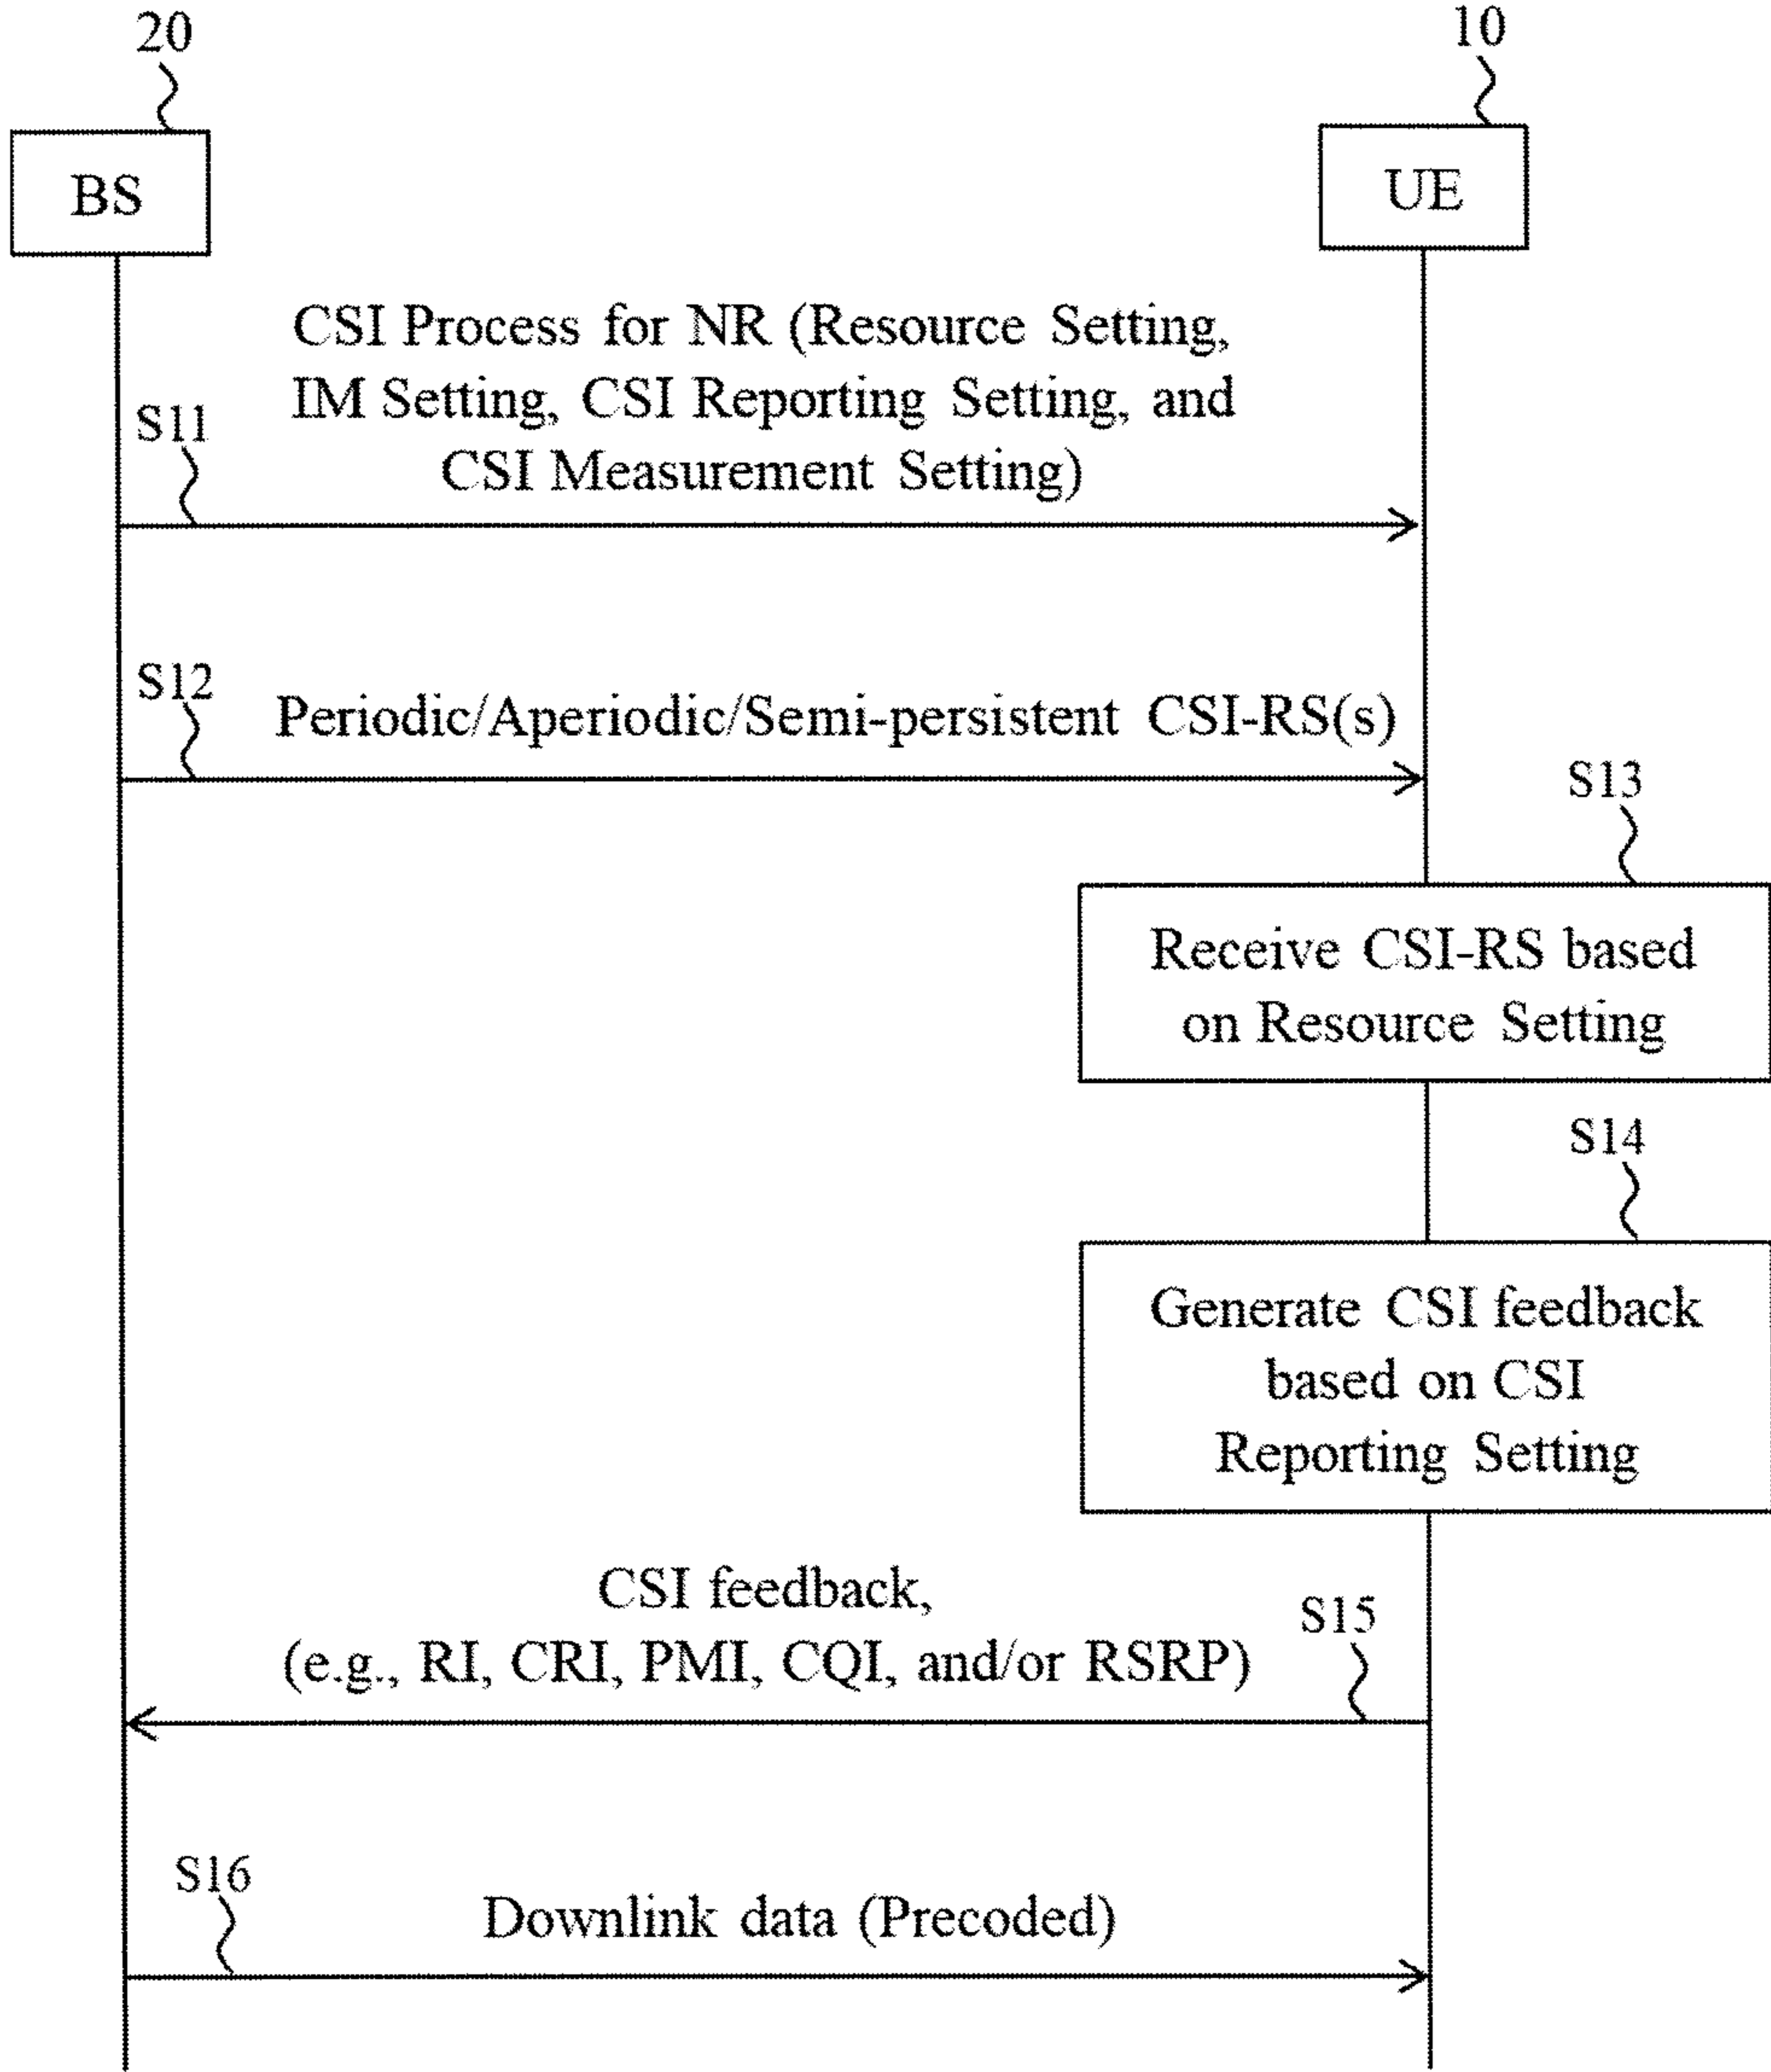 20
10
BS
UE
CSI Process for NR (Resource Setting,
IM Setting, CSI Reporting Setting, and
CSI Measurement Setting)
S11
S12
Periodic/Aperiodic/Semi-persistent CSI-RS(s)
S13
Receive CSI-RS based
on Resource Setting
S14
Generate CSI feedback
based on CSI
Reporting Setting
CSI feedback,
(e.g., RI, CRI, PMI, CQI, and/or RSRP)
S15
S16
Downlink data (Precoded)